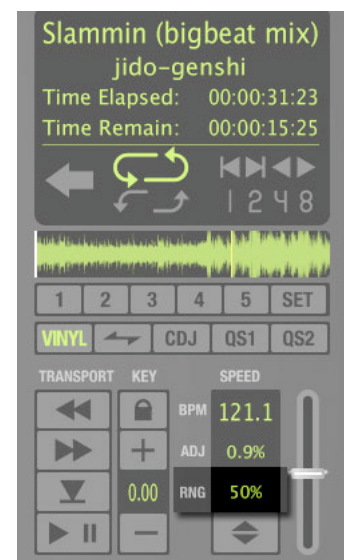 Slammin (bigbeat mix)
jido-genshi
Time Elapsed: 00:00:31:23
Time Remain: 00:00:15:25
1 2 4 8
1 2 3 4 5 SET
VINYL CDJ QS1 QS2
TRANSPORT KEY SPEED
BPM 121.1
ADJ 0.9%
0.00 RNG 50%